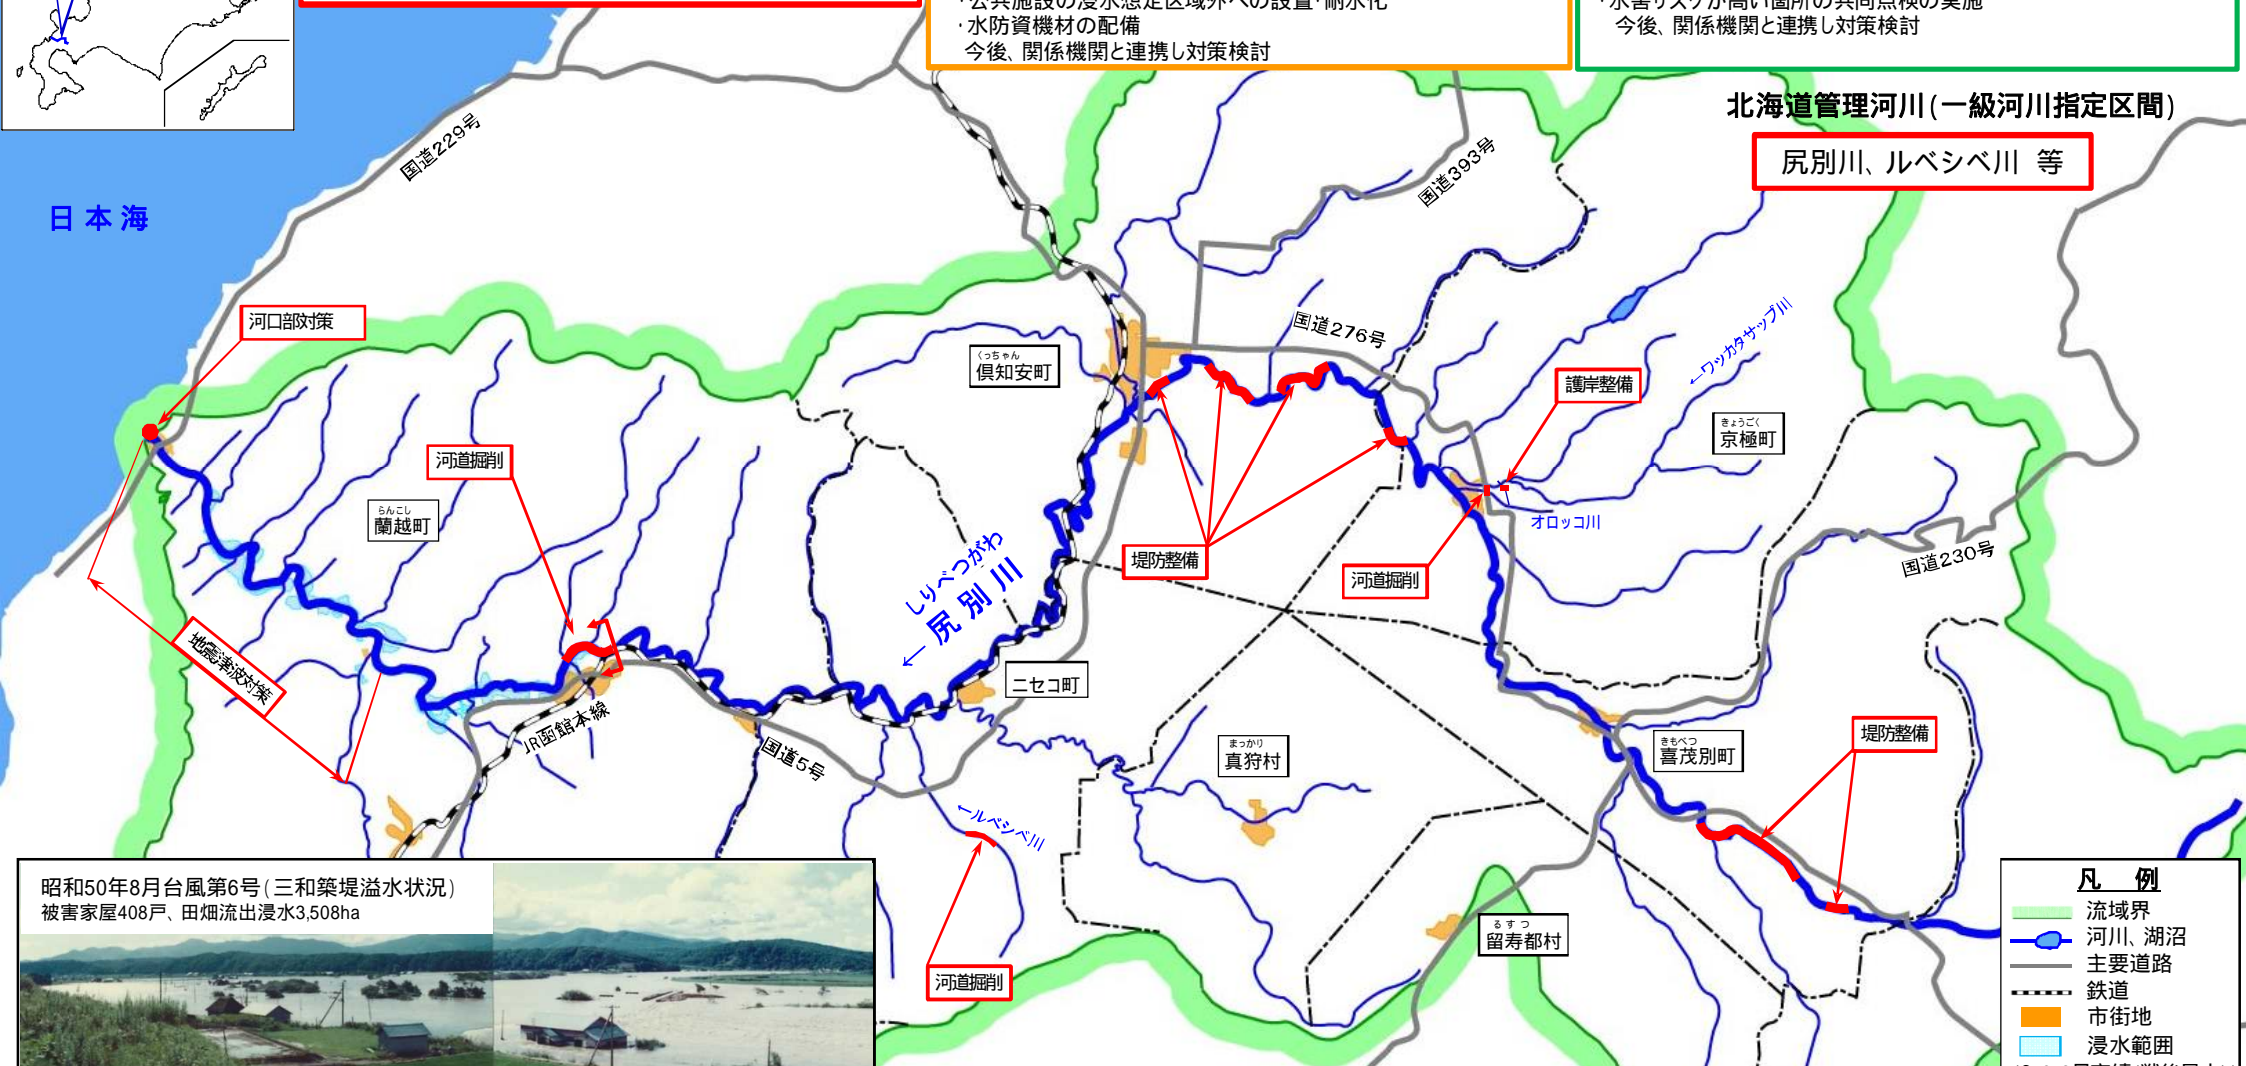 ・公共施設の浸水想定区域外への設置・耐水化
・水防資機材の配備
今後、関係機関と連携し対策検討
・水害リスクが高い箇所の共同点検の実施
今後、関係機関と連携し対策検討
北海道管理河川(一級河川指定区間)
尻別川、ルベシベ川 等
日本海
国道229号
国道393号
河口部対策
国道276号
くっちゃん
倶知安町
護岸整備
←ワッカタサップ川
きょうごく
京極町
河道掘削
らんこし
蘭越町
オロッコ川
国道230号
堤防整備
河道掘削
しりべつがわ
← 尻別川
地震津波対策
ニセコ町
JR函館本線
国道5号
まっかり
真狩村
きもべつ
喜茂別町
堤防整備
←ルベシベ川
るすつ
留寿都村
河道掘削
昭和50年8月台風第6号(三和築堤溢水状況)
被害家屋408戸、田畑流出浸水3,508ha
凡 例
流域界
河川、湖沼
主要道路
鉄道
市街地
浸水範囲